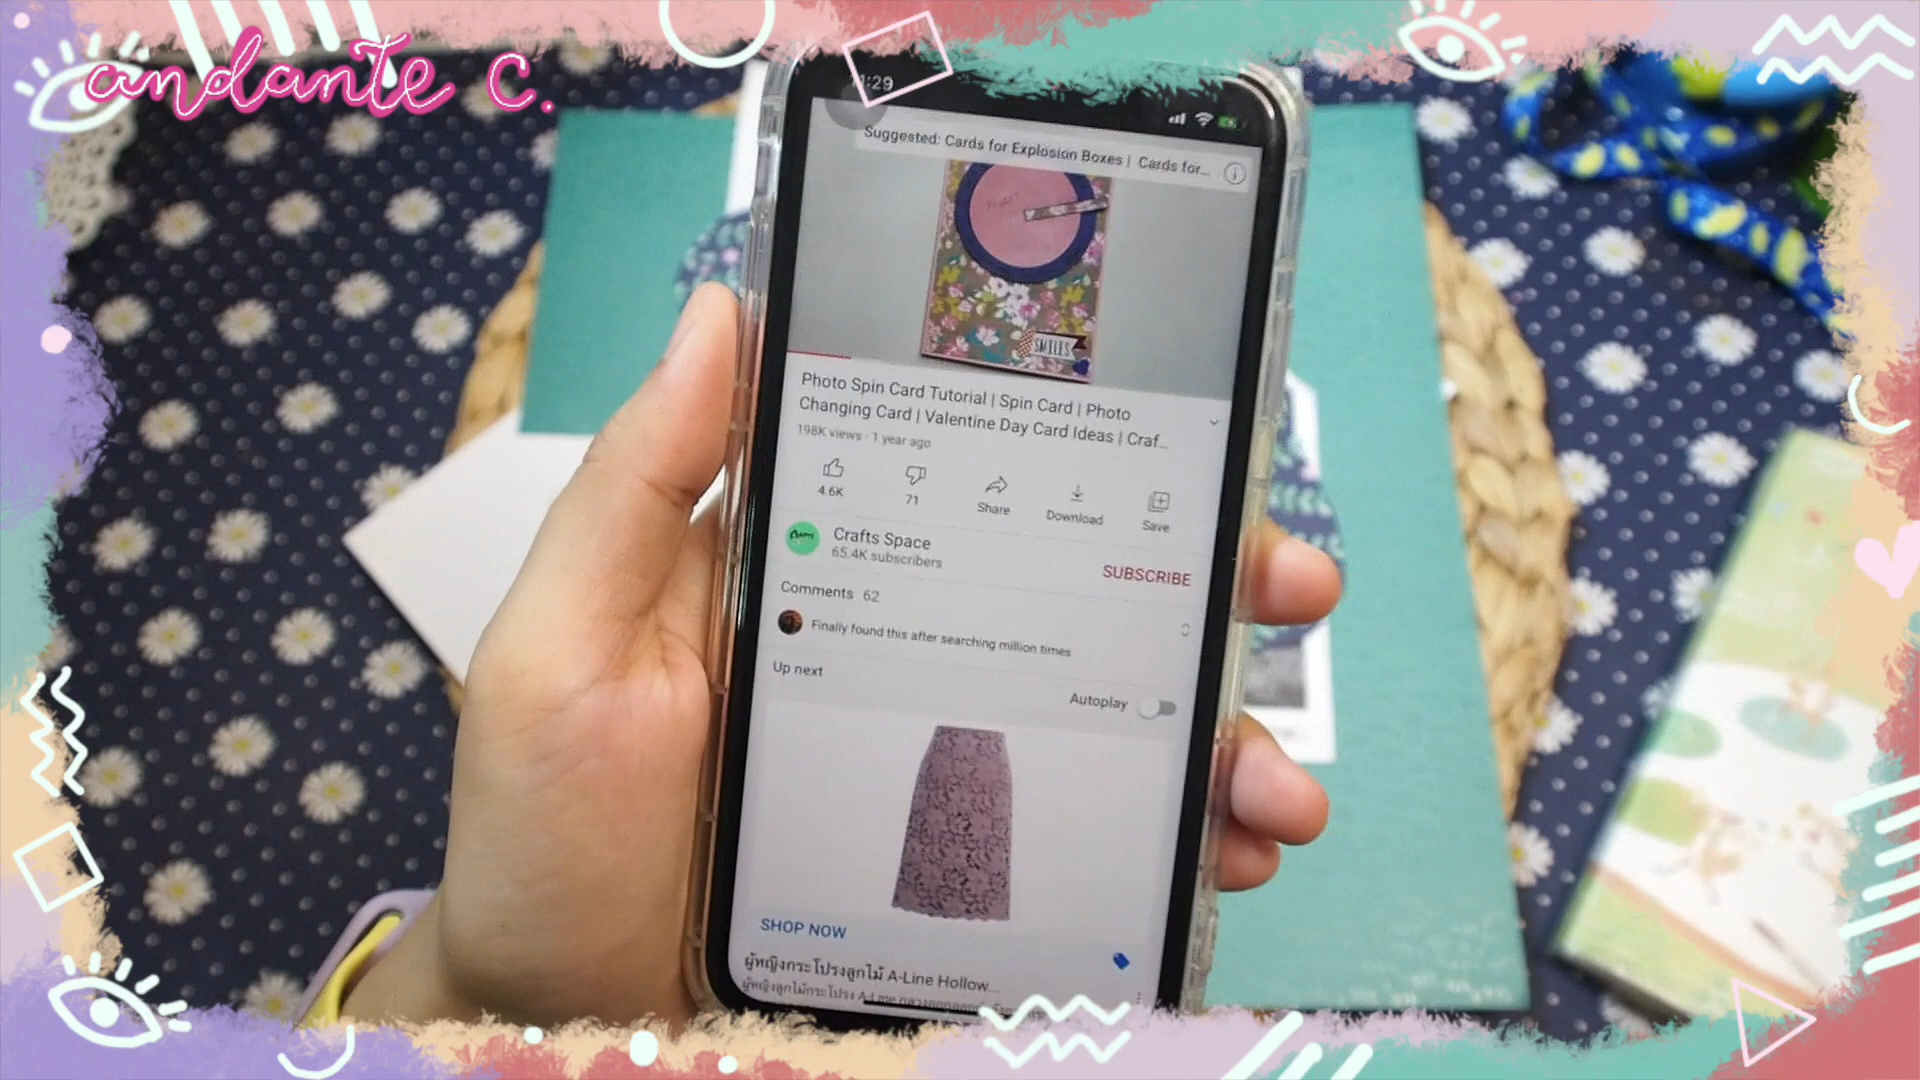 andante c.
Suggested: Cards for Explosion Boxes | Cards for...
SMILES
Photo Spin Card Tutorial | Spin Card | Photo
Changing Card | Valentine Day Card Ideas | Craf...
198K views · 1 year ago
4.6K
71
Share
Download
Save
Crafts Space
65.4K subscribers
SUBSCRIBE
Comments 62
Finally found this after searching million times
Up next
Autoplay
SHOP NOW
ผู้หญิงกระโปรงลูกไม้ A-Line Hollow...